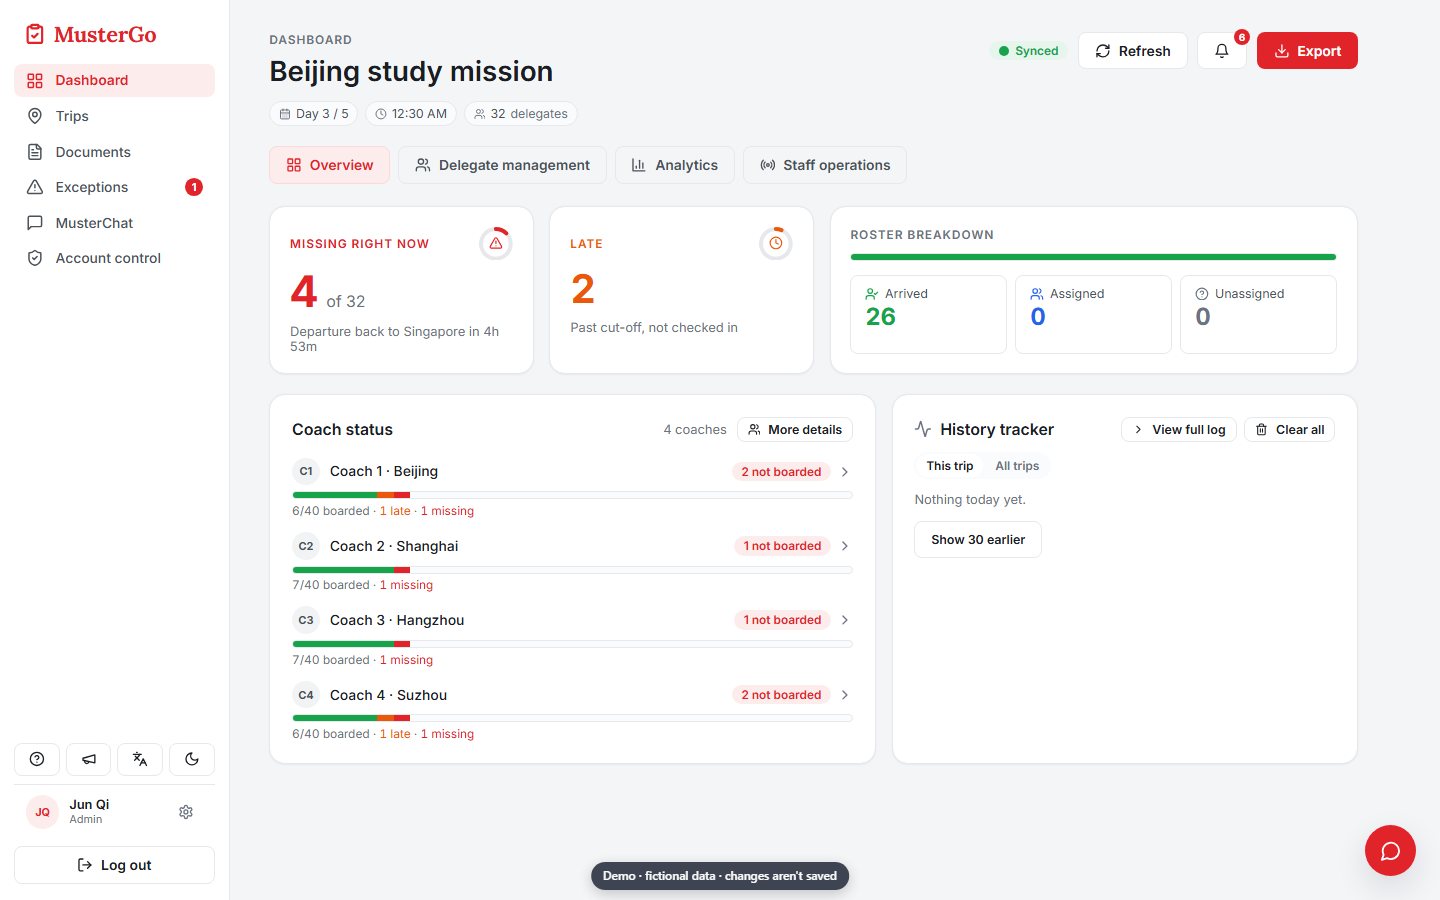 MusterGo
Dashboard
Trips
Documents
Exceptions
1
MusterChat
Account control
JQ
Jun Qi
Admin
Log out
DASHBOARD
Beijing study mission
Day 3 / 5
12:30 AM
32 delegates
Synced
Refresh
6
Export
Overview
Delegate management
Analytics
Staff operations
MISSING RIGHT NOW
4 of 32
Departure back to Singapore in 4h
53m
LATE
2
Past cut-off, not checked in
ROSTER BREAKDOWN
Arrived
26
Assigned
0
Unassigned
0
Coach status
4 coaches
More details
C1
Coach 1 · Beijing
2 not boarded
6/40 boarded · 1 late · 1 missing
C2
Coach 2 · Shanghai
1 not boarded
7/40 boarded · 1 missing
C3
Coach 3 · Hangzhou
1 not boarded
7/40 boarded · 1 missing
C4
Coach 4 · Suzhou
2 not boarded
6/40 boarded · 1 late · 1 missing
History tracker
View full log
Clear all
This trip
All trips
Nothing today yet.
Show 30 earlier
Demo · fictional data · changes aren't saved